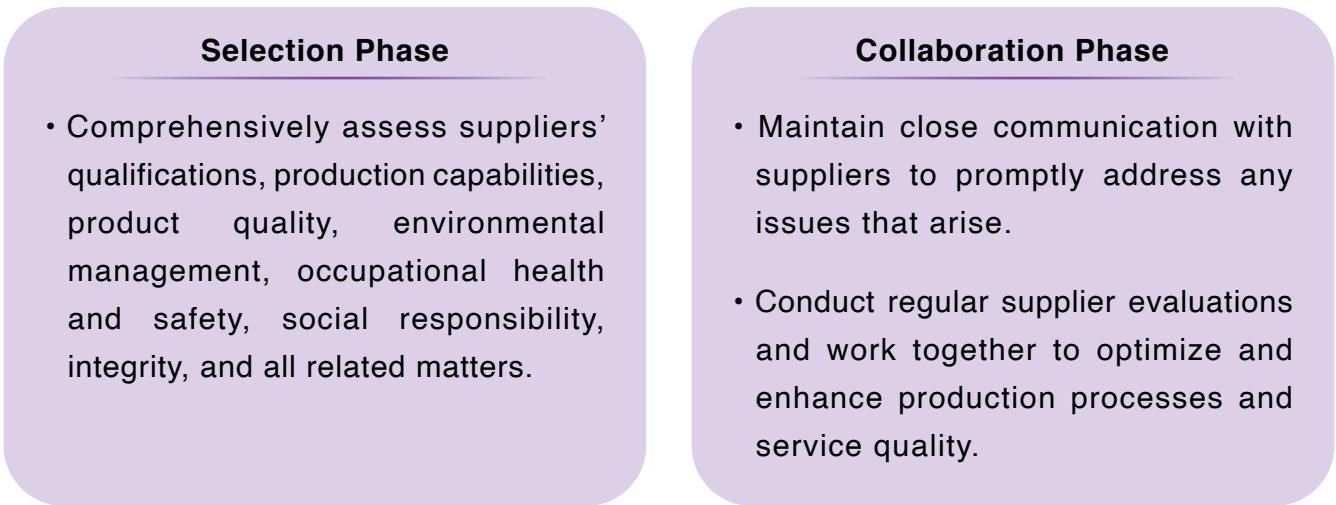 Selection Phase
• Comprehensively assess suppliers’
qualifications, production capabilities,
product quality, environmental
management, occupational health
and safety, social responsibility,
integrity, and all related matters.
Collaboration Phase
• Maintain close communication with
suppliers to promptly address any
issues that arise.
• Conduct regular supplier evaluations
and work together to optimize and
enhance production processes and
service quality.